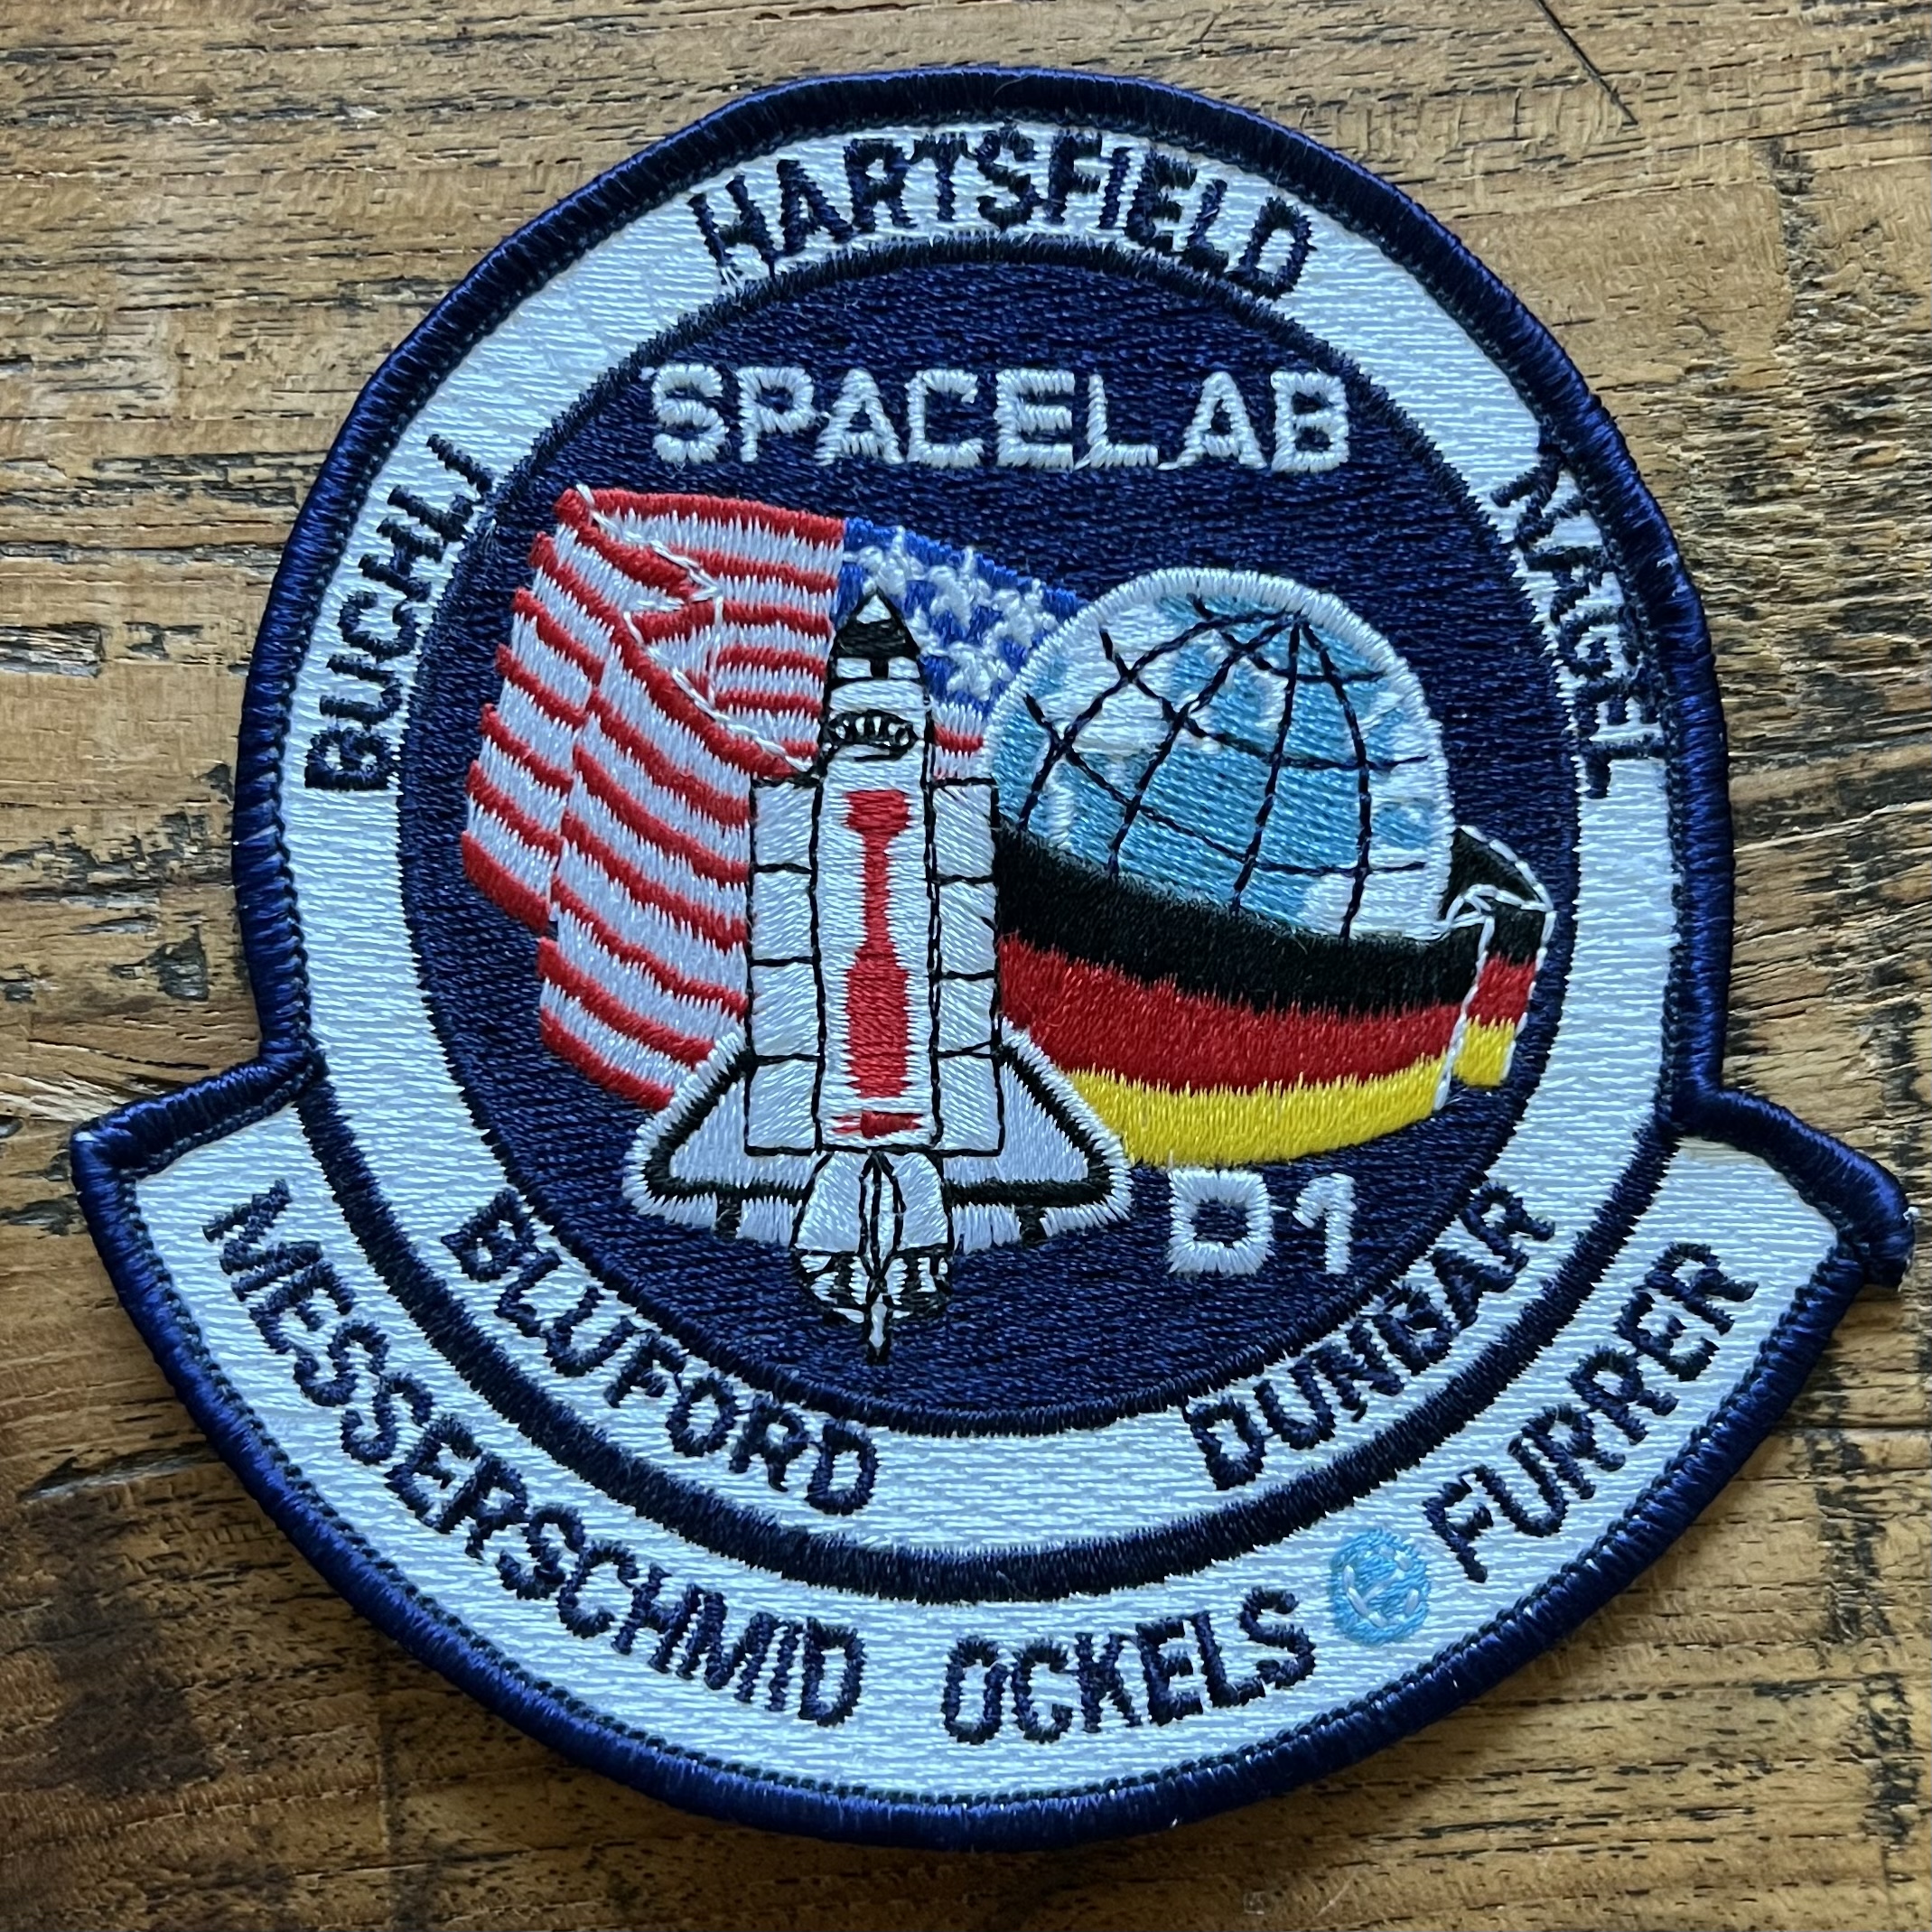 HARTSFIELD
NAGEL
BUCHLI
SPACELAB
D1
BLUFORD
DUNBAR
MESSERSCHMID OCKELS FURRER